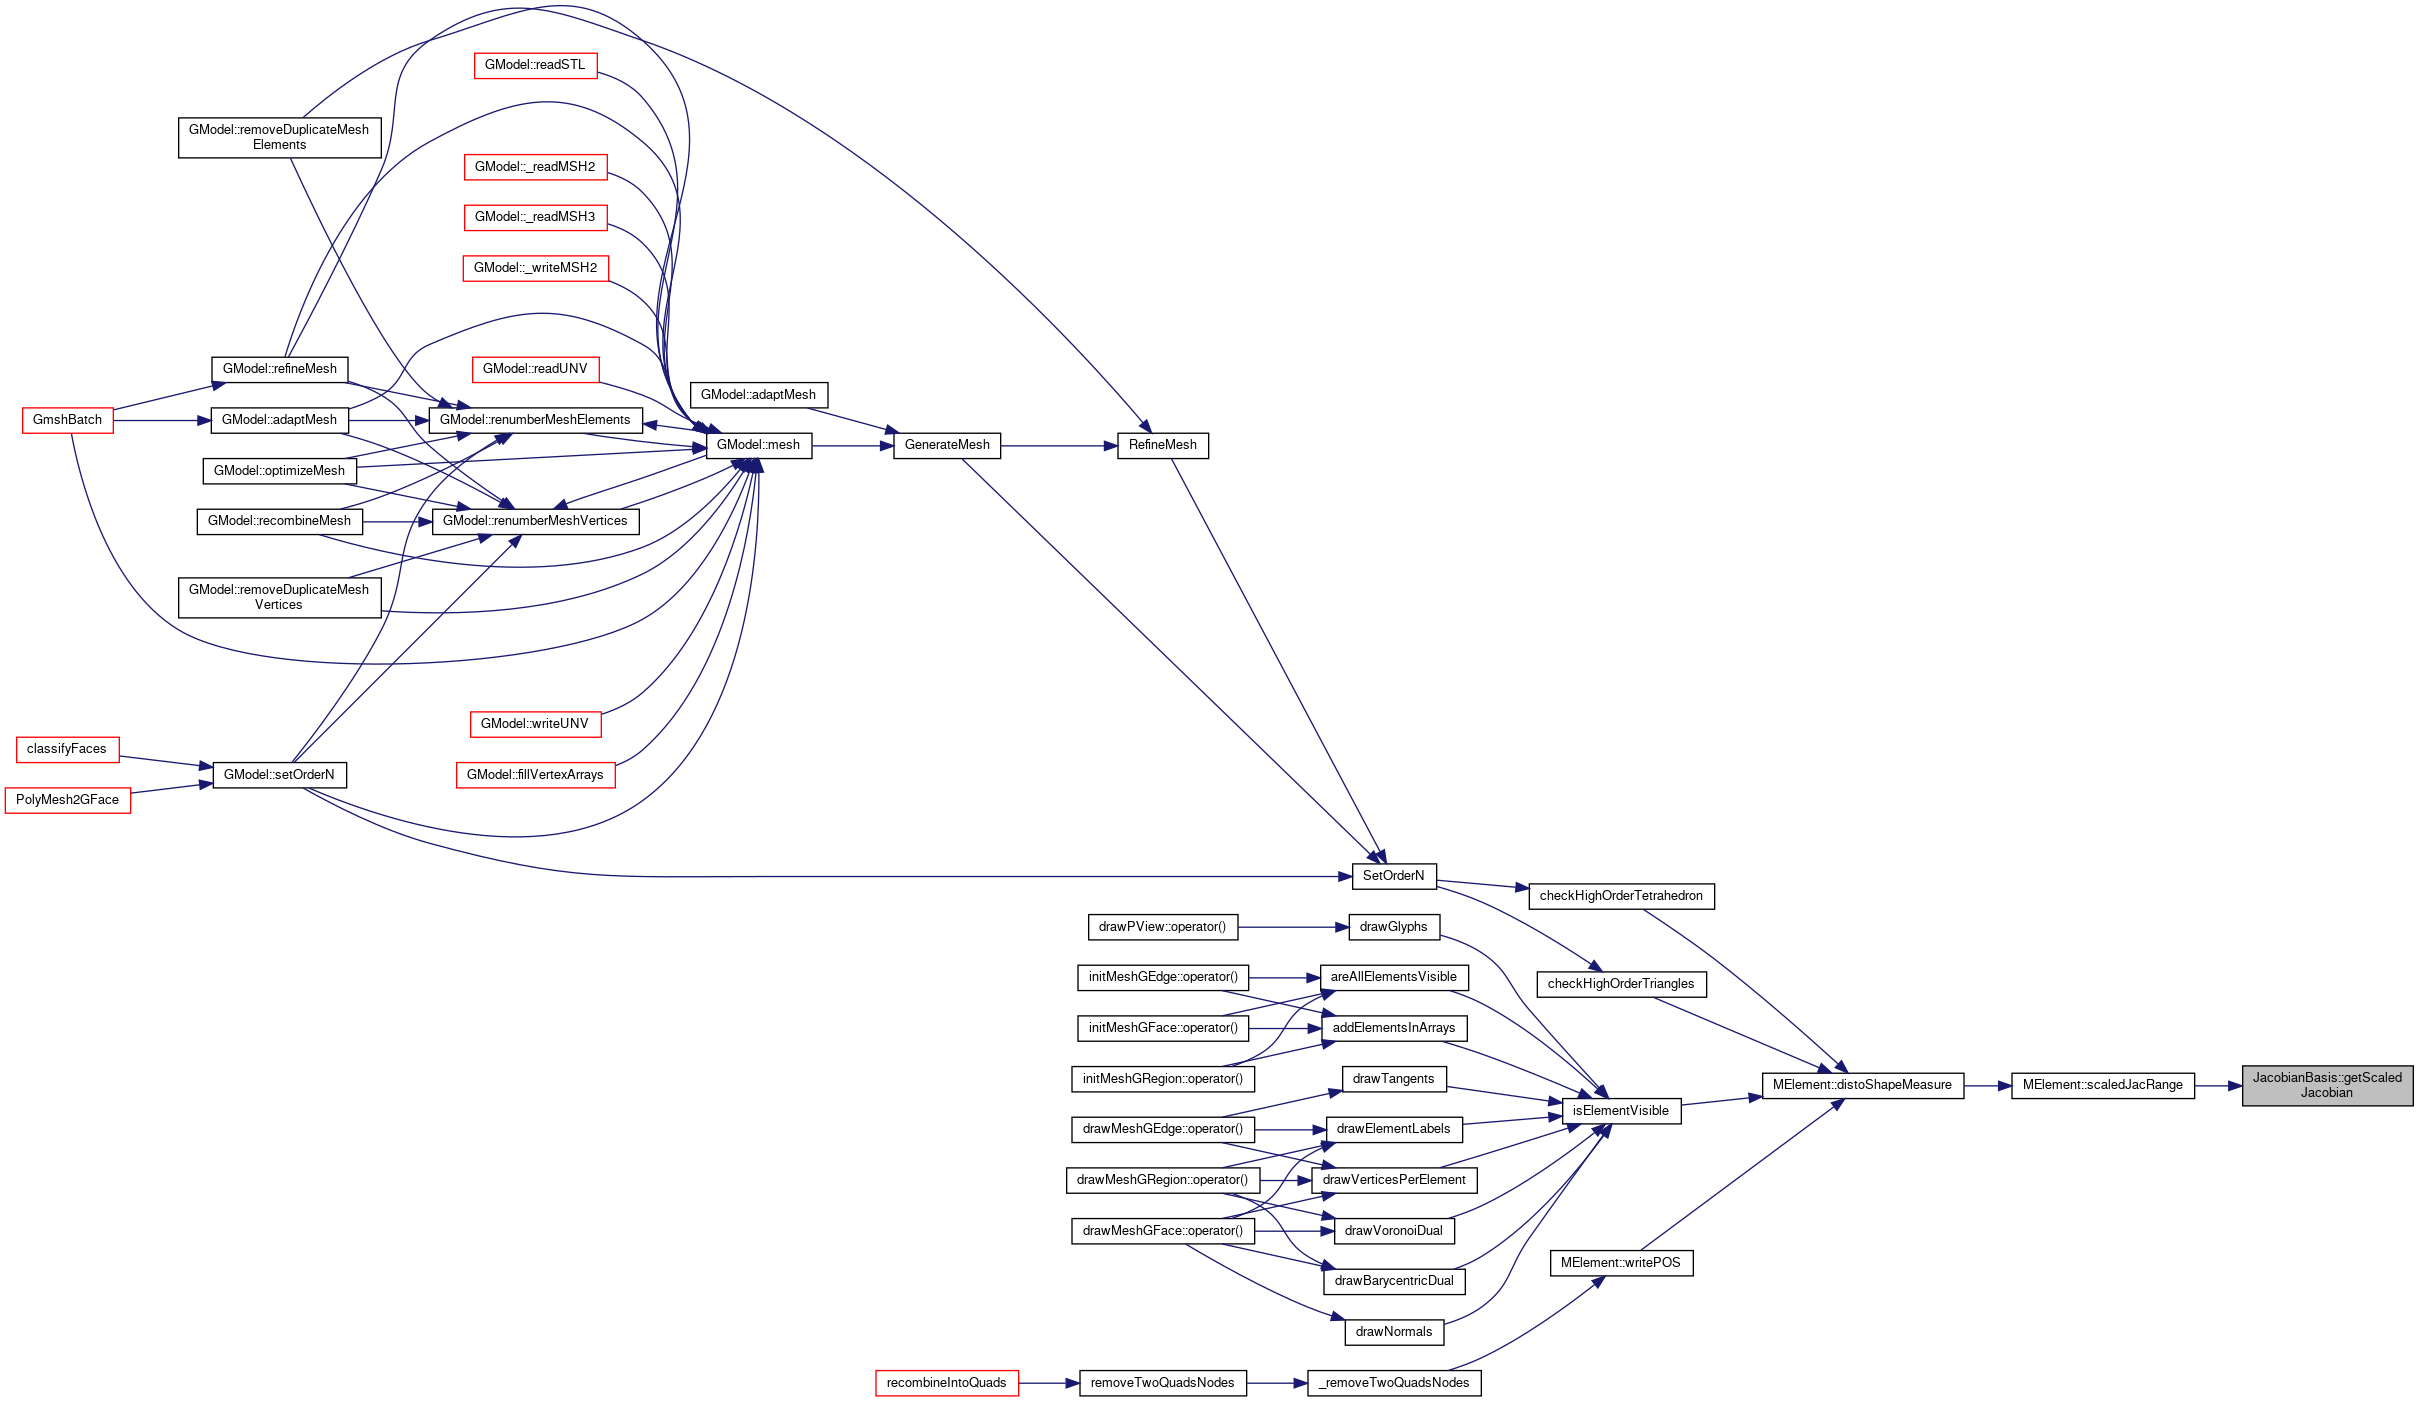 GModel::readSTL
GModel::removeDuplicateMesh
Elements
GModel::_readMSH2
GModel::_readMSH3
GModel::_writeMSH2
GModel::refineMesh
GModel::readUNV
GModel::adaptMesh
GmshBatch
GModel::adaptMesh
GModel::renumberMeshElements
GModel::mesh
GenerateMesh
RefineMesh
GModel::optimizeMesh
GModel::recombineMesh
GModel::renumberMeshVertices
GModel::removeDuplicateMesh
Vertices
GModel::writeUNV
classifyFaces
GModel::setOrderN
GModel::fillVertexArrays
PolyMesh2GFace
SetOrderN
checkHighOrderTetrahedron
drawPView::operator()
drawGlyphs
initMeshGEdge::operator()
areAllElementsVisible
checkHighOrderTriangles
initMeshGFace::operator()
addElementsInArrays
initMeshGRegion::operator()
drawTangents
MElement::distoShapeMeasure
MElement::scaledJacRange
JacobianBasis::getScaled
Jacobian
isElementVisible
drawMeshGEdge::operator()
drawElementLabels
drawMeshGRegion::operator()
drawVerticesPerElement
drawMeshGFace::operator()
drawVoronoiDual
MElement::writePOS
drawBarycentricDual
drawNormals
recombineIntoQuads
removeTwoQuadsNodes
_removeTwoQuadsNodes